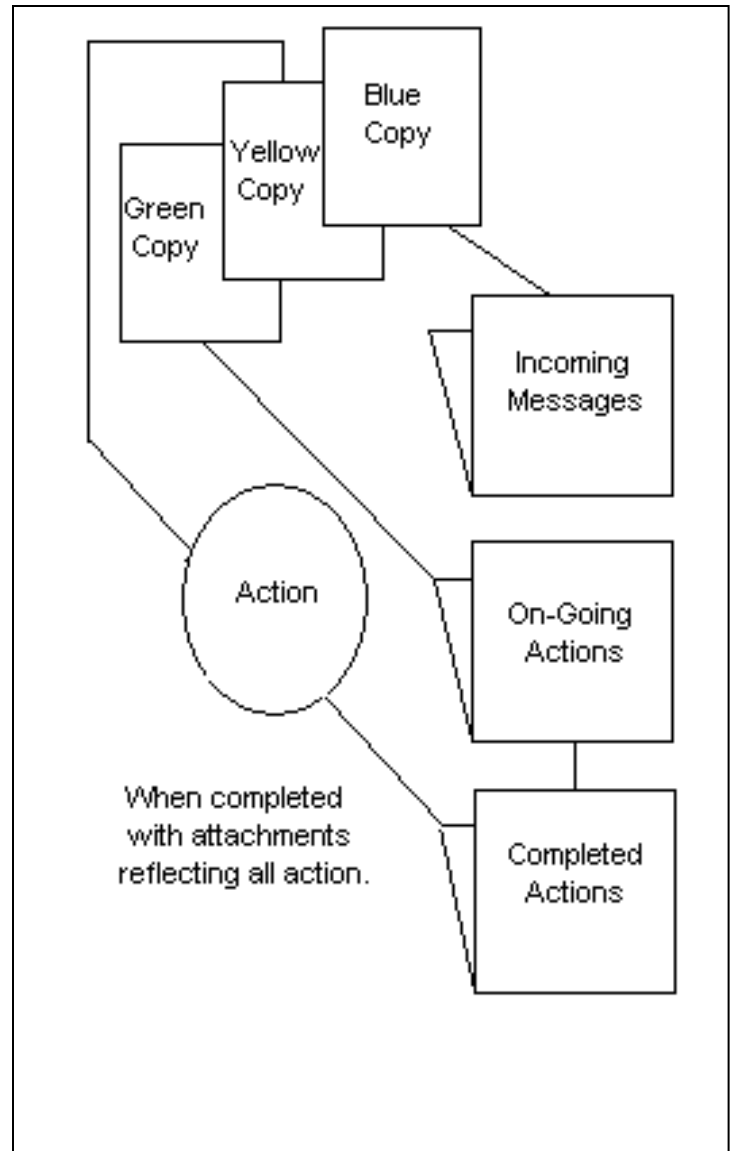 Blue
Copy
Yellow
Copy
Green
Copy
Incoming
Messages
Action
On-Going
Actions
When completed
with attachments
reflecting all action.
Completed
Actions